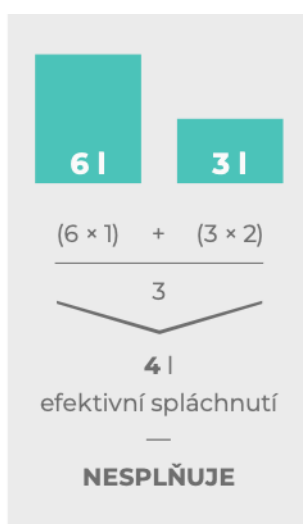 6 l 3 l
(6 × 1) + (3 × 2)
3
4 l
efektivní spláchnutí
—
NESPLŇUJE